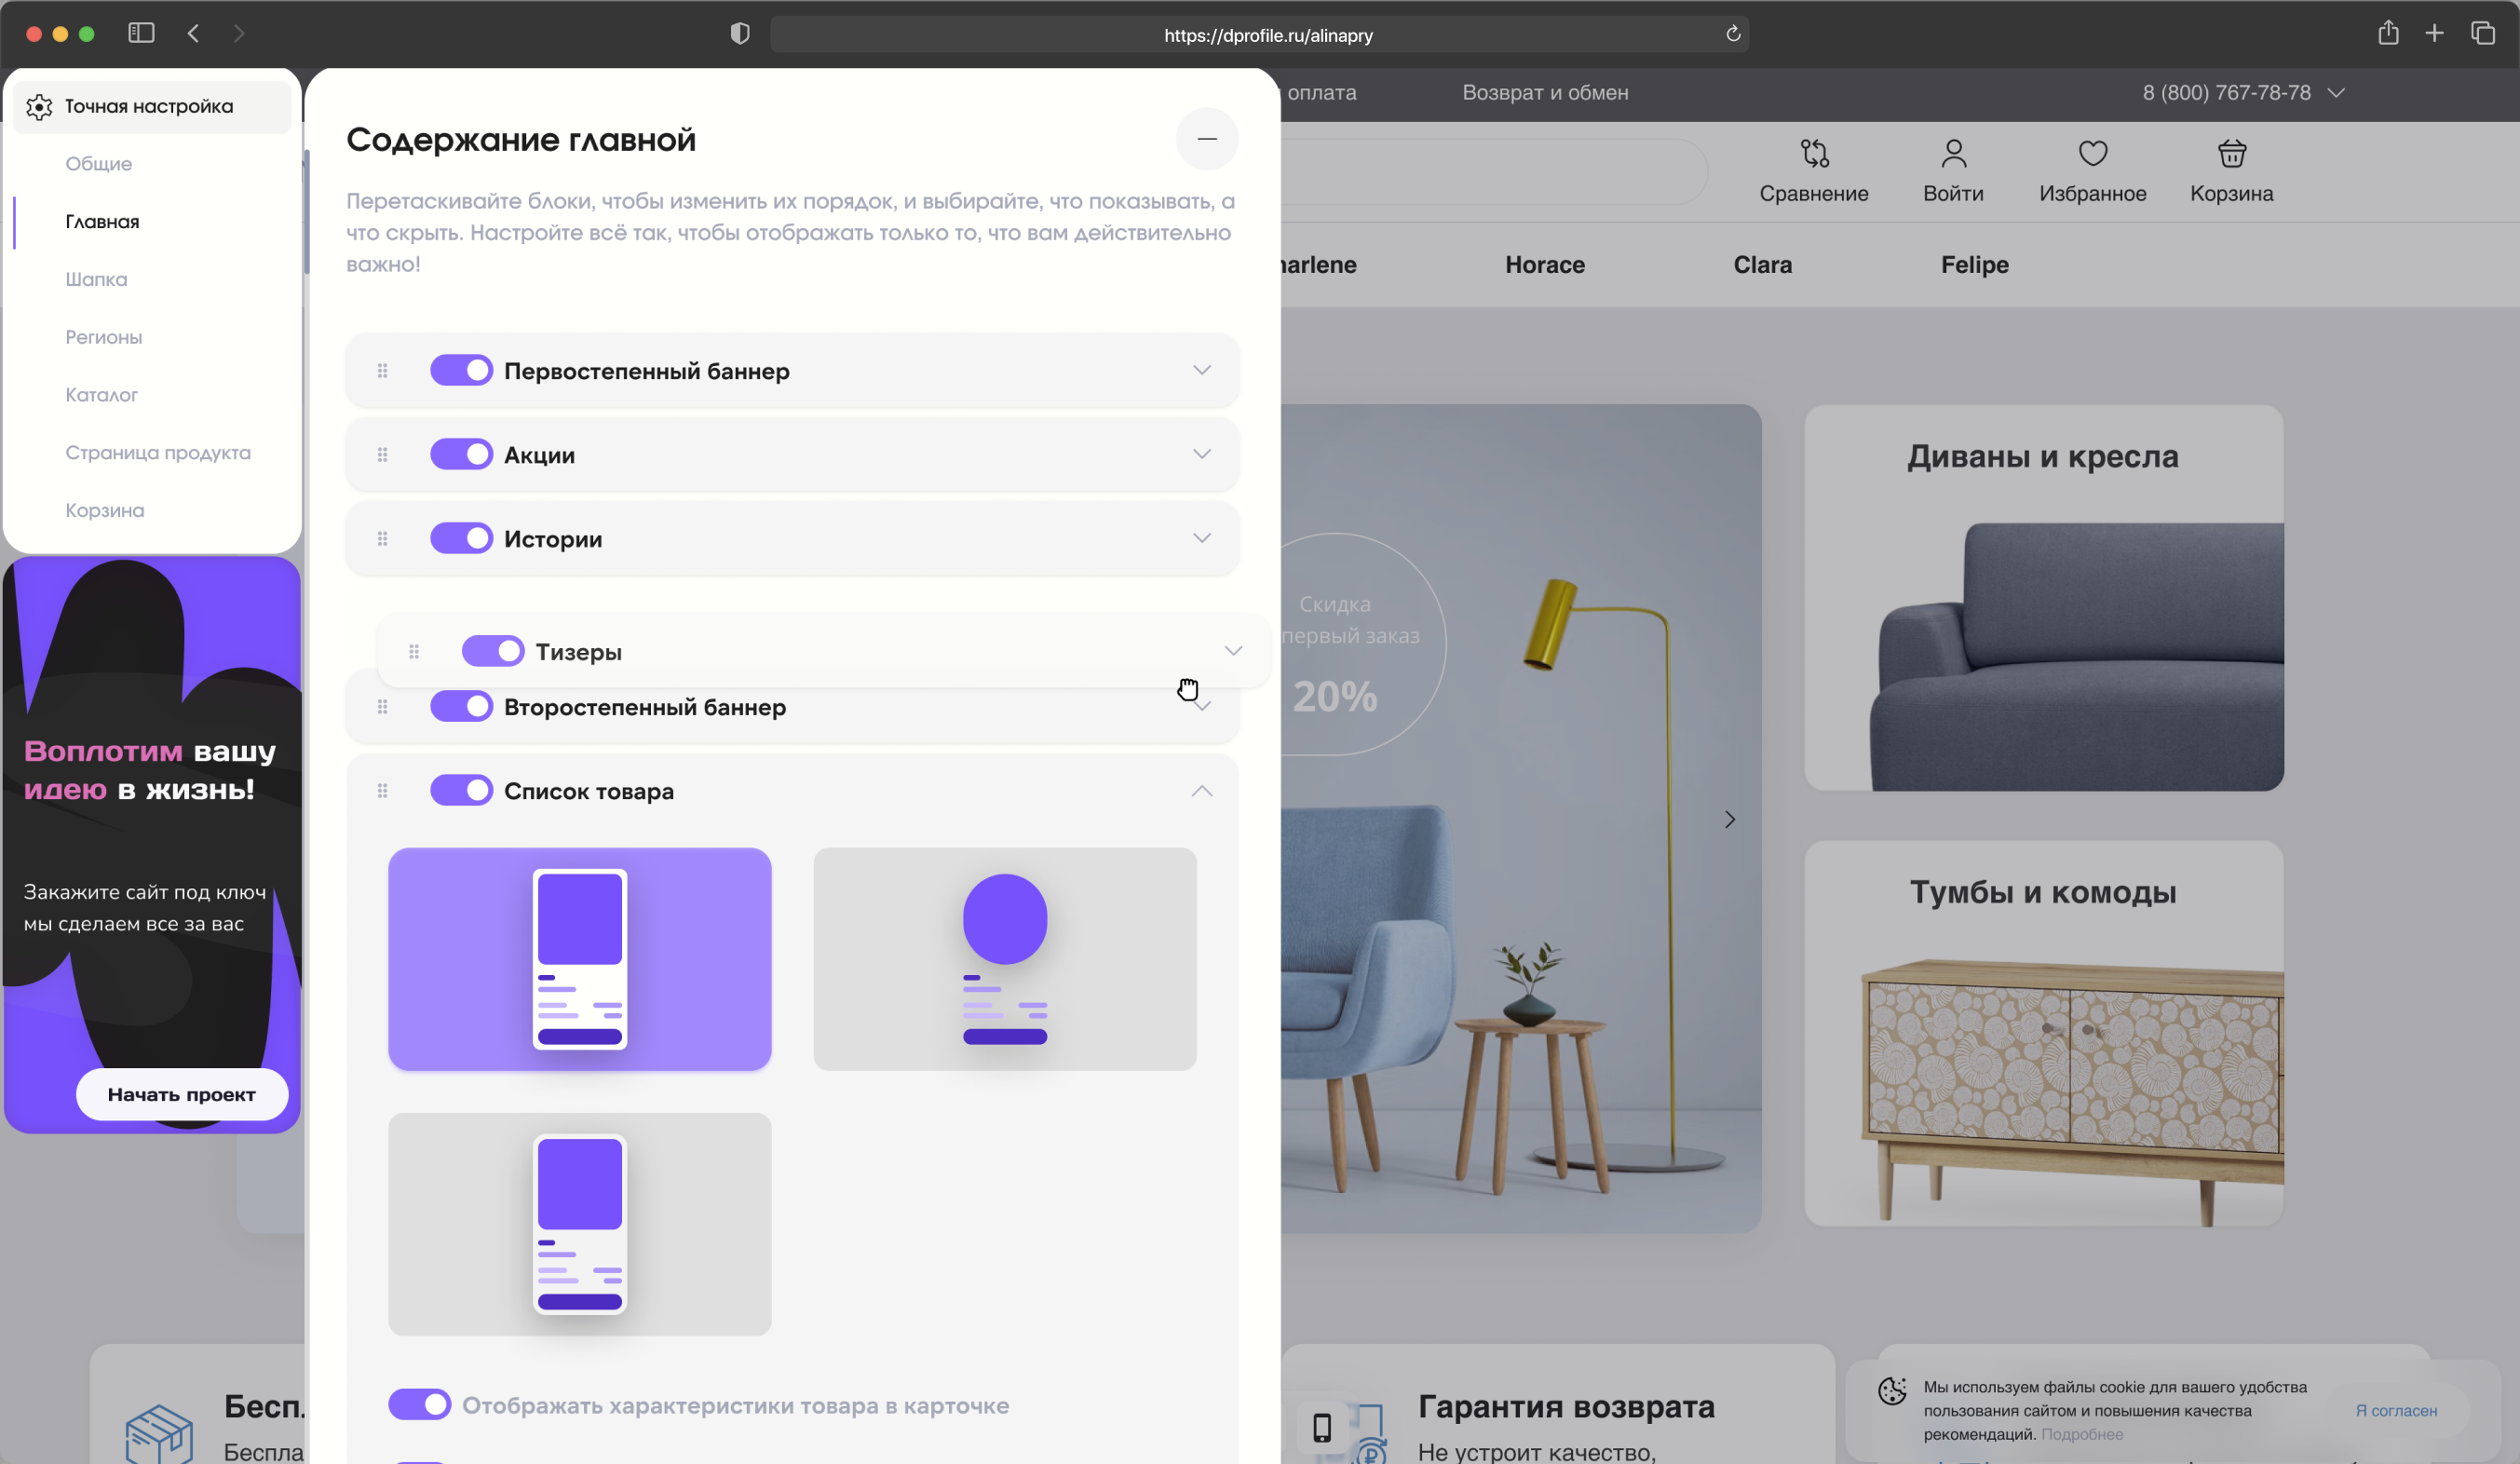 https://dprofile.ru/alinapry
оплата
Возврат и обмен
8 (800) 767-78-78
Точная настройка
Общие
Главная
Шапка
Регионы
Каталог
Страница продукта
Корзина
Воплотим вашу
идею в жизнь!
Закажите сайт под ключ
мы сделаем все за вас
Начать проект
Содержание главной
Перетаскивайте блоки, чтобы изменить их порядок, и выбирайте, что показывать, а
что скрыть. Настройте всё так, чтобы отображать только то, что вам действительно
важно!
Первостепенный баннер
Акции
Истории
Тизеры
Второстепенный баннер
Список товара
Отображать характеристики товара в карточке
Сравнение
Войти
Избранное
Корзина
arlene
Horace
Clara
Felipe
Скидка
первый заказ
20%
Диваны и кресла
Тумбы и комоды
Бесп
Беспла
Гарантия возврата
Не устроит качество,
Мы используем файлы cookie для вашего удобства
пользования сайтом и повышения качества
рекомендаций. Подробнее
Я согласен